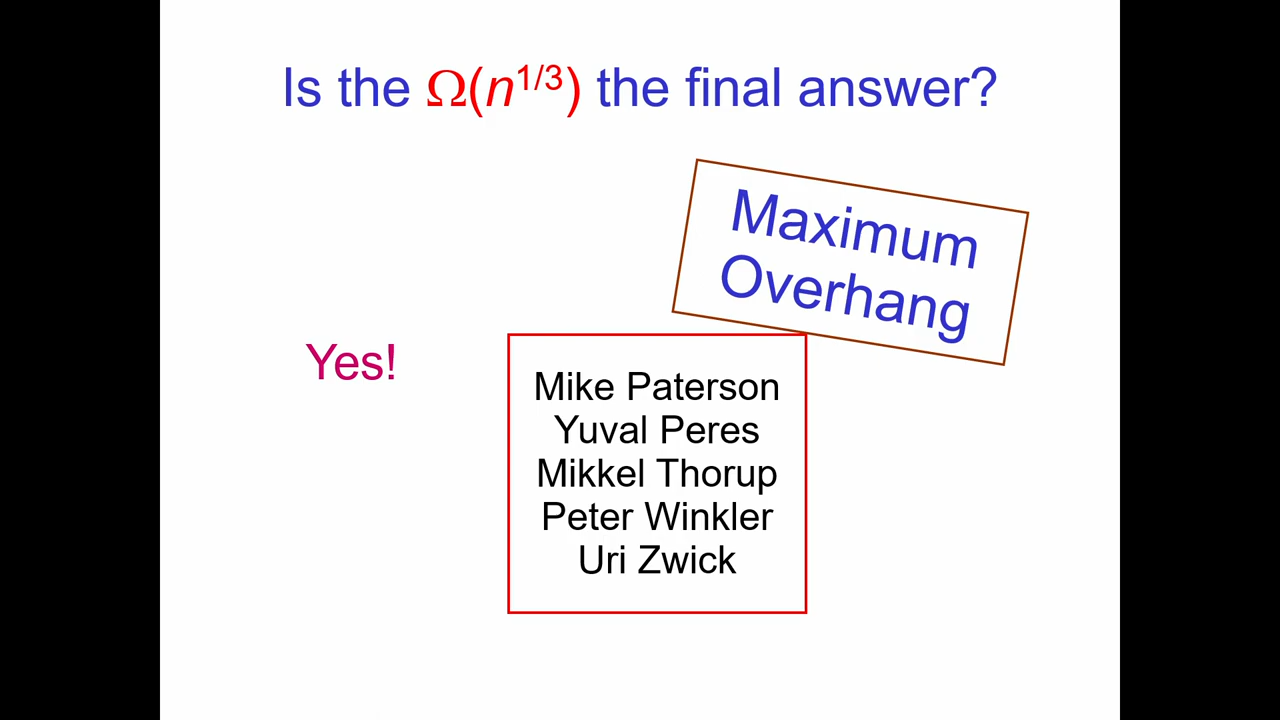 Is the Ω(n^1/3) the final answer?
Maximum
Overhang
Yes!
Mike Paterson
Yuval Peres
Mikkel Thorup
Peter Winkler
Uri Zwick